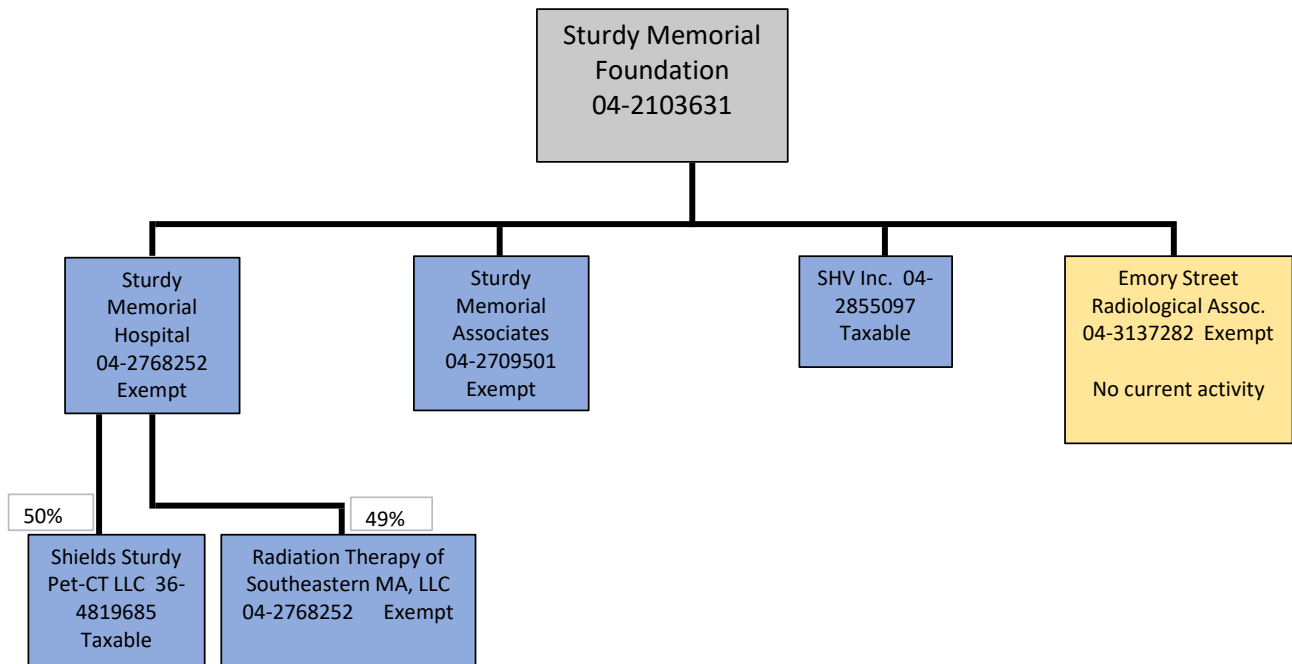 Sturdy Memorial
Foundation
04-2103631
Sturdy
Memorial
Hospital
04-2768252
Exempt
Sturdy
Memorial
Associates
04-2709501
Exempt
SHV Inc. 04-
2855097
Taxable
Emory Street
Radiological Assoc.
04-3137282 Exempt
No current activity
50%
49%
Shields Sturdy
Pet-CT LLC 36-
4819685
Taxable
Radiation Therapy of
Southeastern MA, LLC
04-2768252 Exempt